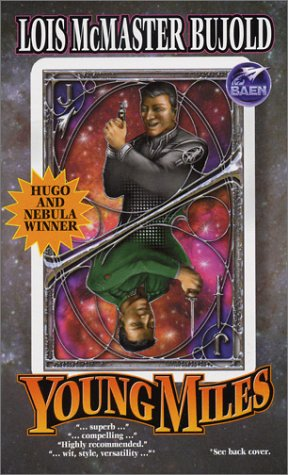 LOIS McMASTER BUJOLD
BAEN
J
HUGO
AND
NEBULA
WINNER
J
YOUNG MILES
"... superb ..."
"... compelling ..."
"Highly recommended."
"... wit, style, versatility ..."*
*See back cover.